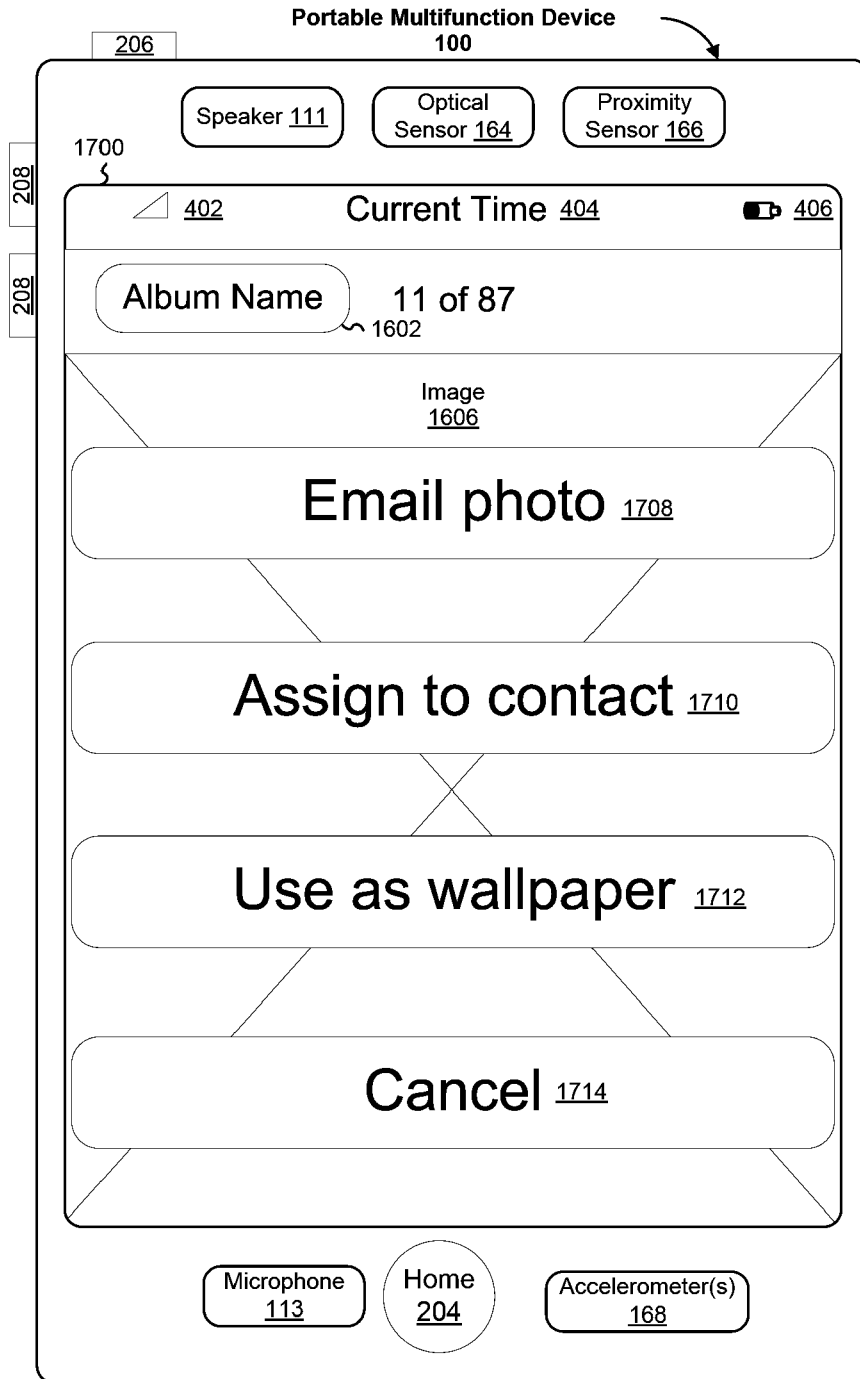 Portable Multifunction Device
100
206
Speaker 111
Optical
Sensor 164
Proximity
Sensor 166
208
1700
402
Current Time 404
406
208
Album Name
11 of 87
1602
Image
1606
Email photo 1708
Assign to contact 1710
Use as wallpaper 1712
Cancel 1714
Microphone
113
Home
204
Accelerometer(s)
168